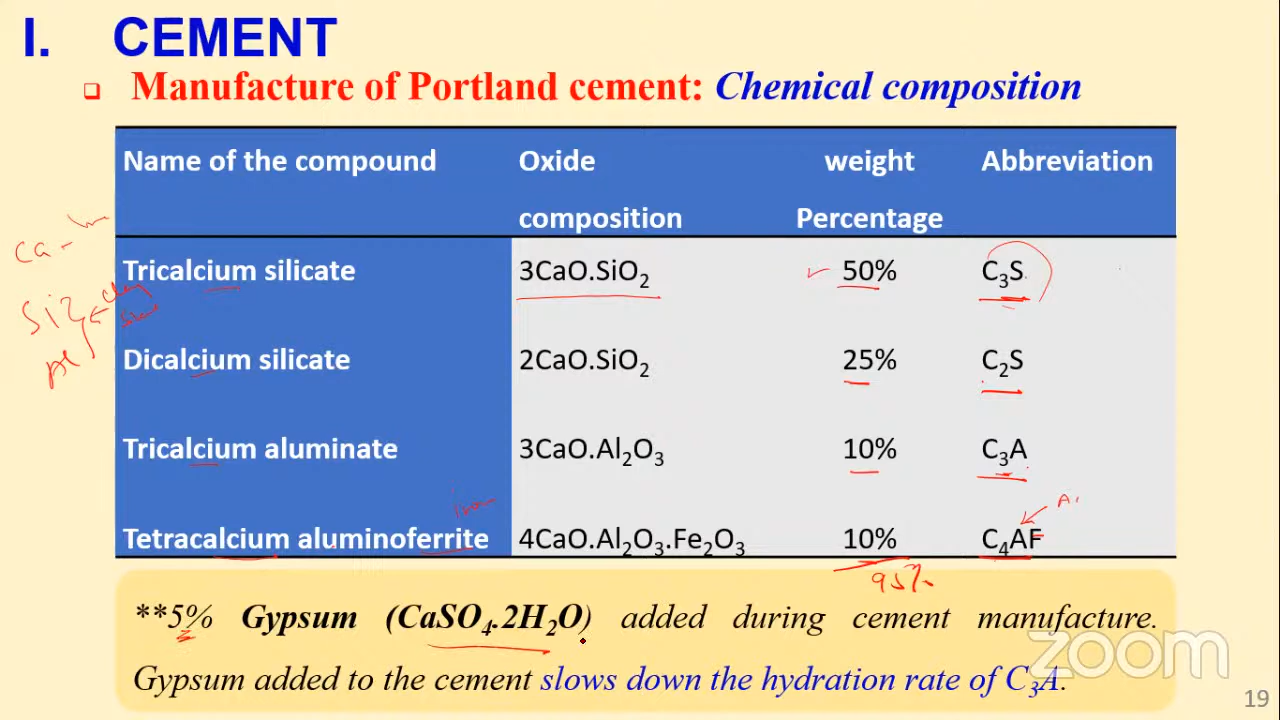 I. CEMENT
❑ Manufacture of Portland cement: Chemical composition
Name of the compound Oxide composition weight Percentage Abbreviation
Tricalcium silicate 3CaO.SiO₂ 50% C₃S
Dicalcium silicate 2CaO.SiO₂ 25% C₂S
Tricalcium aluminate 3CaO.Al₂O₃ 10% C₃A
Tetracalcium aluminoferrite 4CaO.Al₂O₃.Fe₂O₃ 10% C₄AF
95%
**5% Gypsum (CaSO₄.2H₂O) added during cement manufacture.
Gypsum added to the cement slows down the hydration rate of C₃A.
Ca
zoom
19